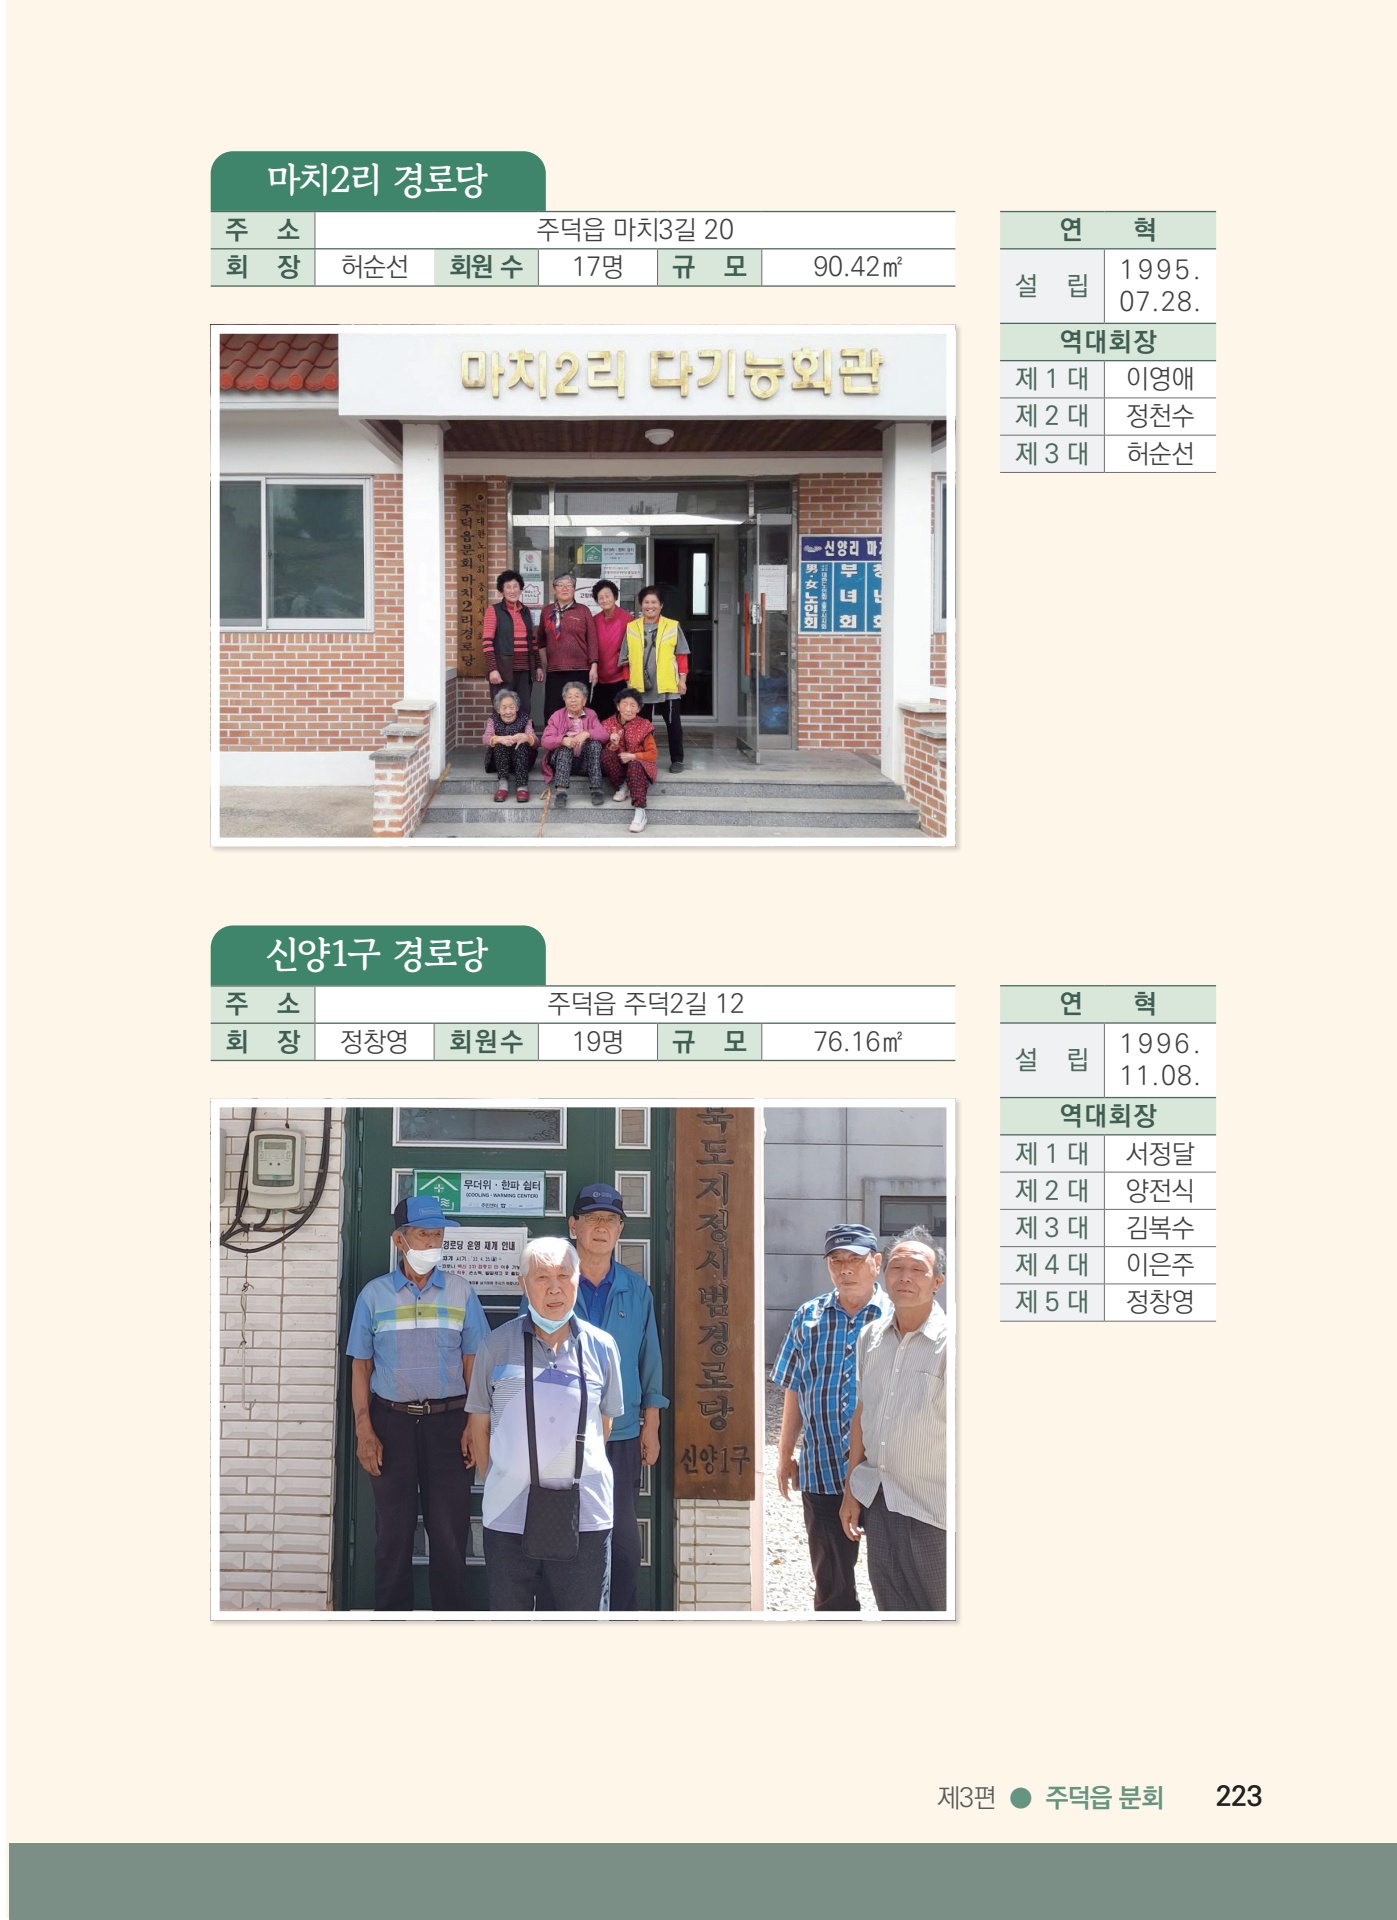 마치2리 경로당
주 소 주덕읍 마치3길 20
회 장 허순선 회원 수 17명 규 모 90.42㎡
연 혁
설 립 1995.
07.28.
역대회장
제 1 대 이영애
제 2 대 정천수
제 3 대 허순선
마치2리 다기능회관
대한노인회 충주시지회
주덕읍분회 마치2리경로당
신양리 마
男·女 노인회
부녀회
신양1구 경로당
주 소 주덕읍 주덕2길 12
회 장 정창영 회원수 19명 규 모 76.16㎡
연 혁
설 립 1996.
11.08.
역대회장
제 1 대 서정달
제 2 대 양전식
제 3 대 김복수
제 4 대 이은주
제 5 대 정창영
무더위 · 한파 쉼터
(COOLING - WARMING CENTER)
경로당 운영 재개 안내
북도지정시범경로당
신양1구
제3편 ● 주덕읍 분회 223